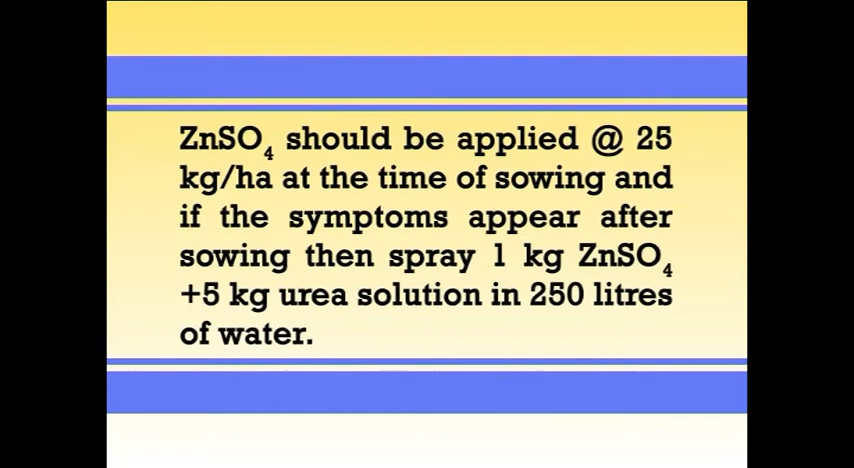 ZnSO₄ should be applied @ 25
kg/ha at the time of sowing and
if the symptoms appear after
sowing then spray 1 kg ZnSO₄
+5 kg urea solution in 250 litres
of water.